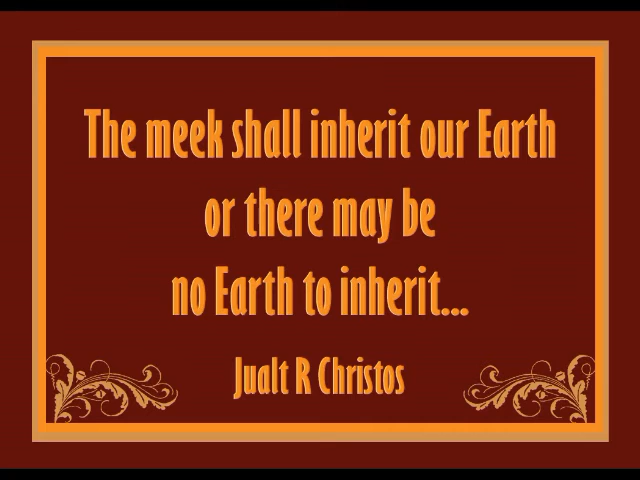 The meek shall inherit our Earth
or there may be
no Earth to inherit...
Jualt R Christos